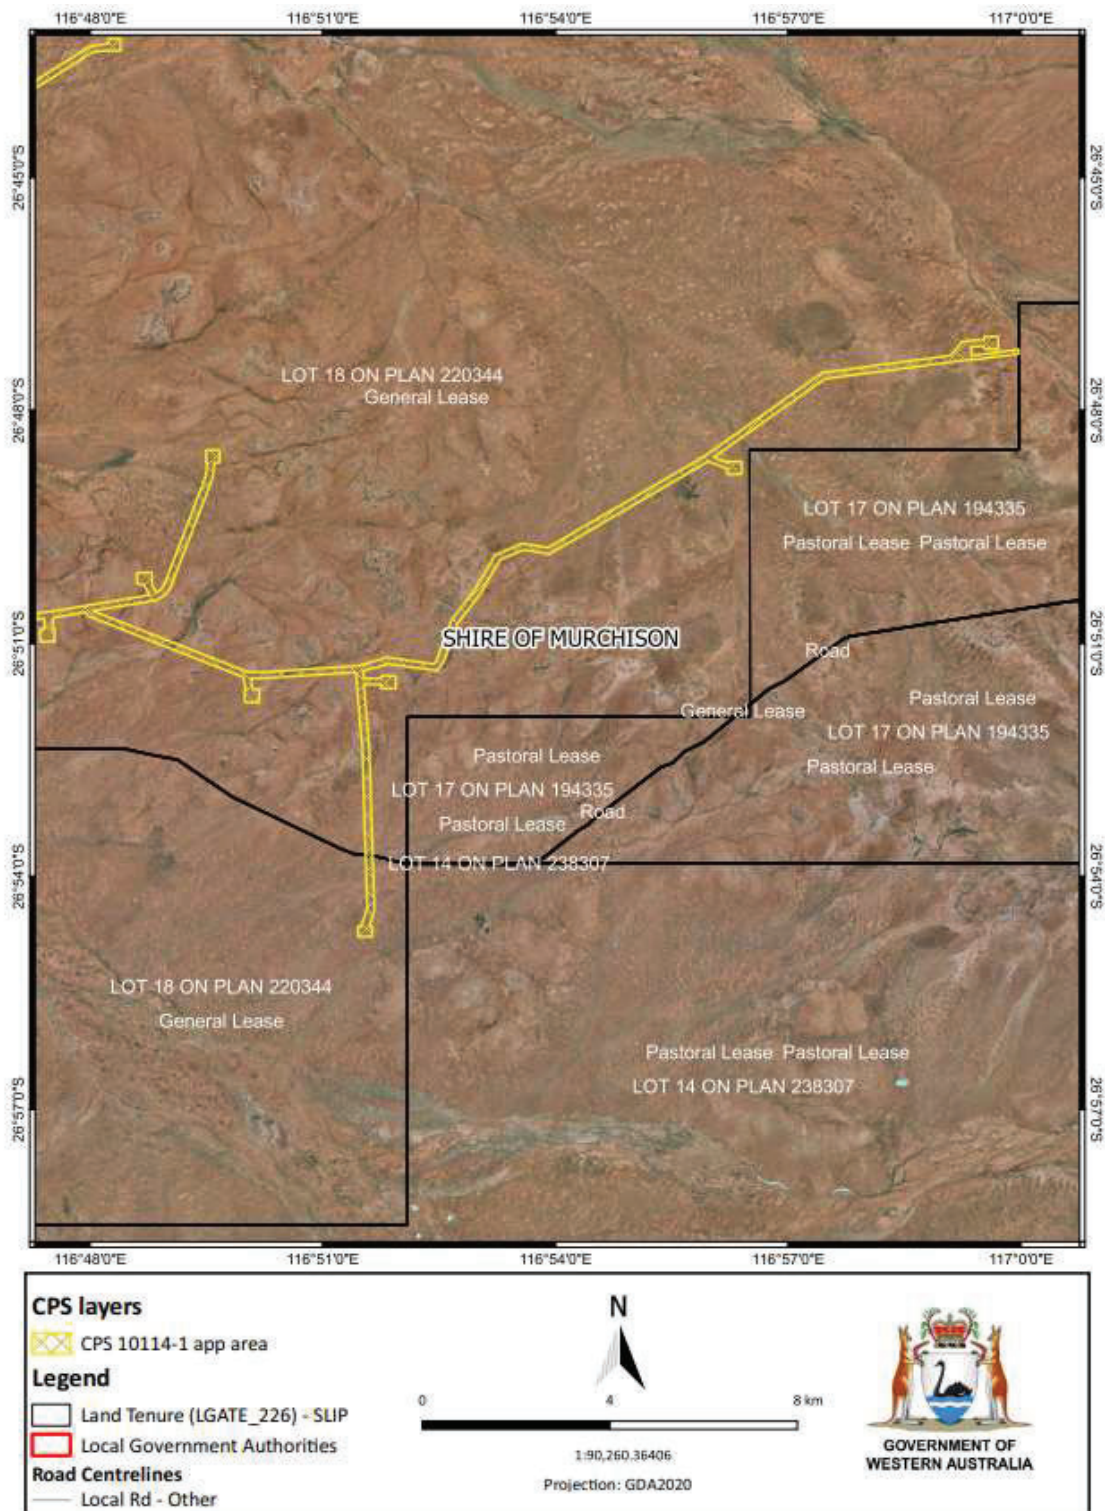 116°48'0"E 116°51'0"E 116°54'0"E 116°57'0"E 117°0'0"E
26°45'0"S 26°45'0"S
LOT 18 ON PLAN 220344
General Lease
26°48'0"S 26°48'0"S
LOT 17 ON PLAN 194335
Pastoral Lease Pastoral Lease
26°51'0"S 26°51'0"S
SHIRE OF MURCHISON
Road
Pastoral Lease
General Lease
LOT 17 ON PLAN 194335
Pastoral Lease
Pastoral Lease
LOT 17 ON PLAN 194335
Road
Pastoral Lease
LOT 14 ON PLAN 238307
26°54'0"S 26°54'0"S
LOT 18 ON PLAN 220344
General Lease
Pastoral Lease Pastoral Lease
LOT 14 ON PLAN 238307
26°57'0"S 26°57'0"S
116°48'0"E 116°51'0"E 116°54'0"E 116°57'0"E 117°0'0"E
CPS layers
CPS 10114-1 app area
Legend
Land Tenure (LGATE_226) - SLIP
Local Government Authorities
Road Centrelines
Local Rd - Other
N
0 4 8 km
1:90,260.36406
Projection: GDA2020
GOVERNMENT OF
WESTERN AUSTRALIA